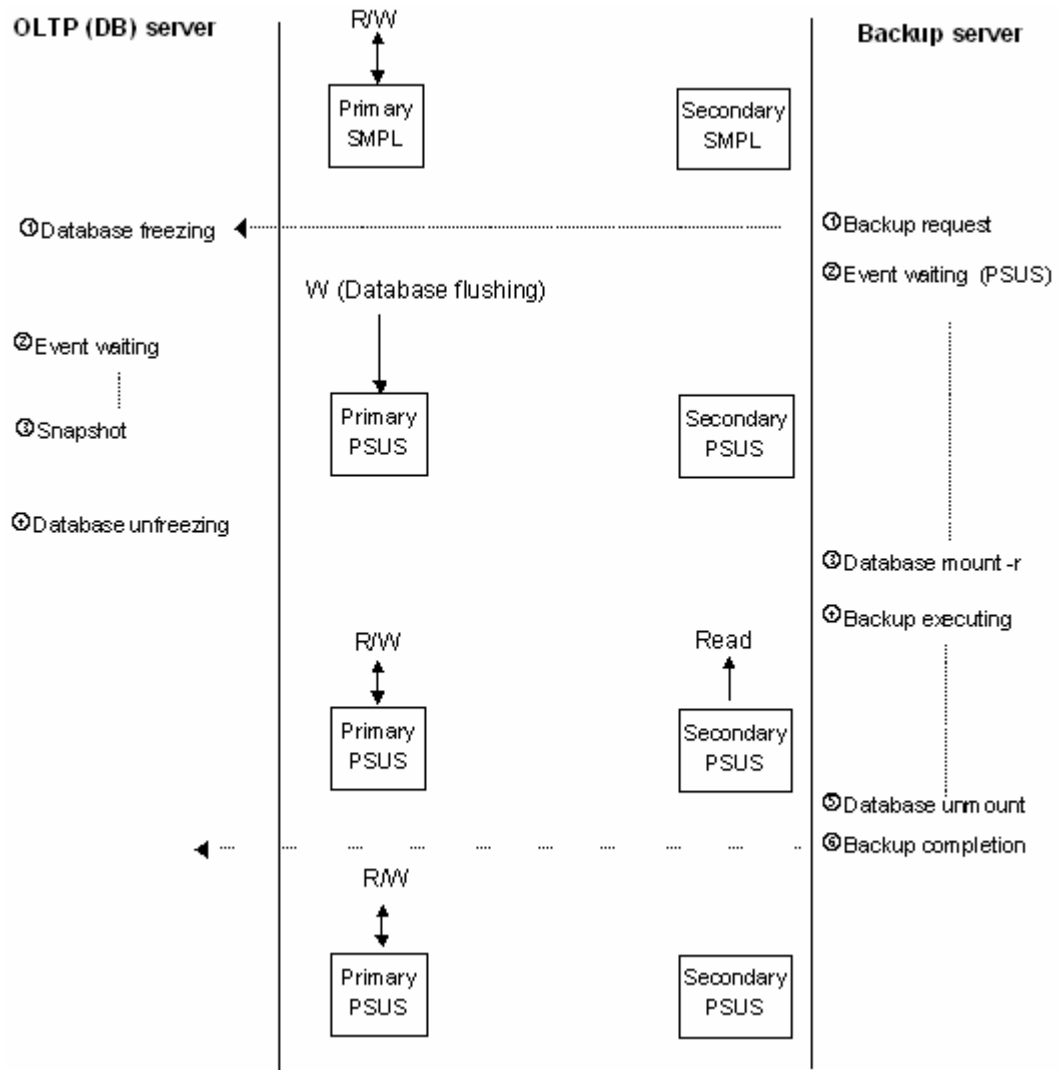 OLTP (DB) server
R/W
Backup server
Primary
SMPL
Secondary
SMPL
①Database freezing
①Backup request
②Event waiting (PSUS)
W (Database flushing)
②Event waiting
③Snapshot
Primary
PSUS
Secondary
PSUS
④Database unfreezing
③Database mount -r
④Backup executing
R/W
Read
Primary
PSUS
Secondary
PSUS
⑤Database unmount
⑥Backup completion
R/W
Primary
PSUS
Secondary
PSUS